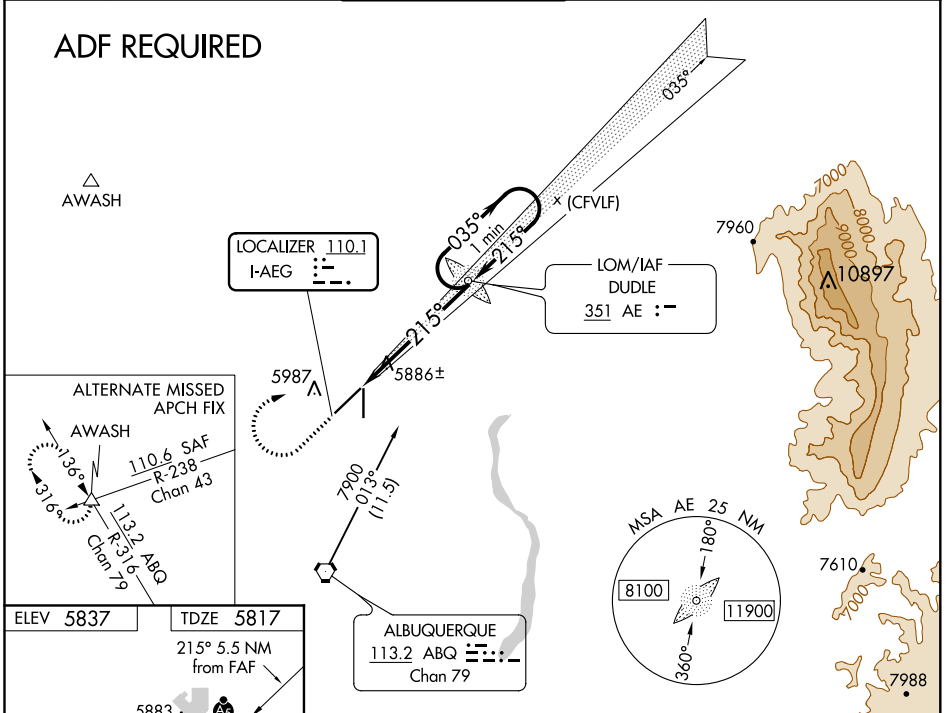 ADF REQUIRED
AWASH
035°
(CFVLF)
035°
1 min
215°
215°
LOCALIZER 110.1
I-AEG
LOM/IAF
DUDLE
351 AE
7960
7000
8000
9000
10897
5987
5886±
ALTERNATE MISSED
APCH FIX
AWASH
136°
316°
110.6 SAF
R-238
Chan 43
113.2 ABQ
R-316
Chan 79
7900
013°
(11.5)
MSA AE 25 NM
180°
8100
11900
360°
7610
7000
7988
ALBUQUERQUE
113.2 ABQ
Chan 79
ELEV 5837
TDZE 5817
215° 5.5 NM
from FAF
5883